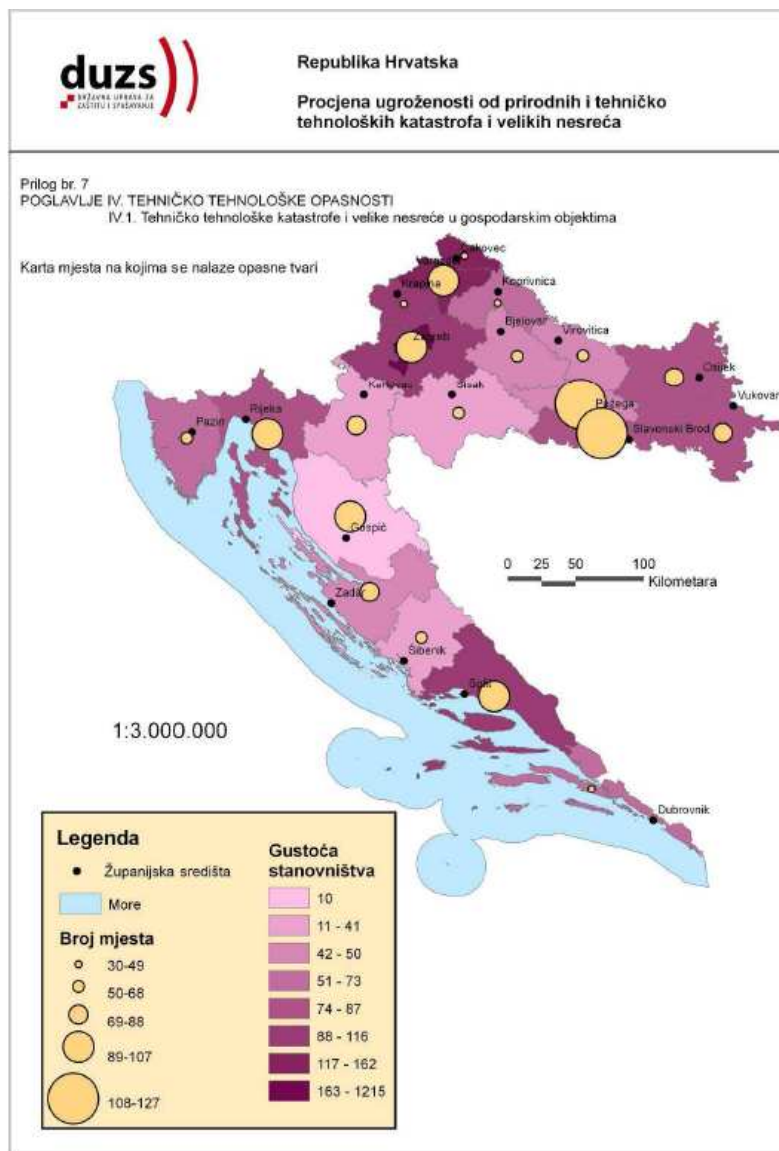 duzs
DRŽAVNA UPRAVA ZA
ZAŠTITU I SPAŠAVANJE
Republika Hrvatska
Procjena ugroženosti od prirodnih i tehničko
tehnoloških katastrofa i velikih nesreća
Prilog br. 7
POGLAVLJE IV. TEHNIČKO TEHNOLOŠKE OPASNOSTI
IV.1. Tehničko tehnološke katastrofe i velike nesreće u gospodarskim objektima
Karta mjesta na kojima se nalaze opasne tvari
Čakovec
Varaždin
Krapina
Koprivnica
Bjelovar
Virovitica
Zagreb
Osijek
Vukovar
Karlovac
Sisak
Požega
Slavonski Brod
Rijeka
Pazin
Gospić
Zadar
Šibenik
Split
Dubrovnik
0 25 50 100
Kilometara
1:3.000.000
Legenda
Županijska središta
More
Broj mjesta
30-49
50-68
69-88
89-107
108-127
Gustoća
stanovništva
10
11 - 41
42 - 50
51 - 73
74 - 87
88 - 116
117 - 162
163 - 1215